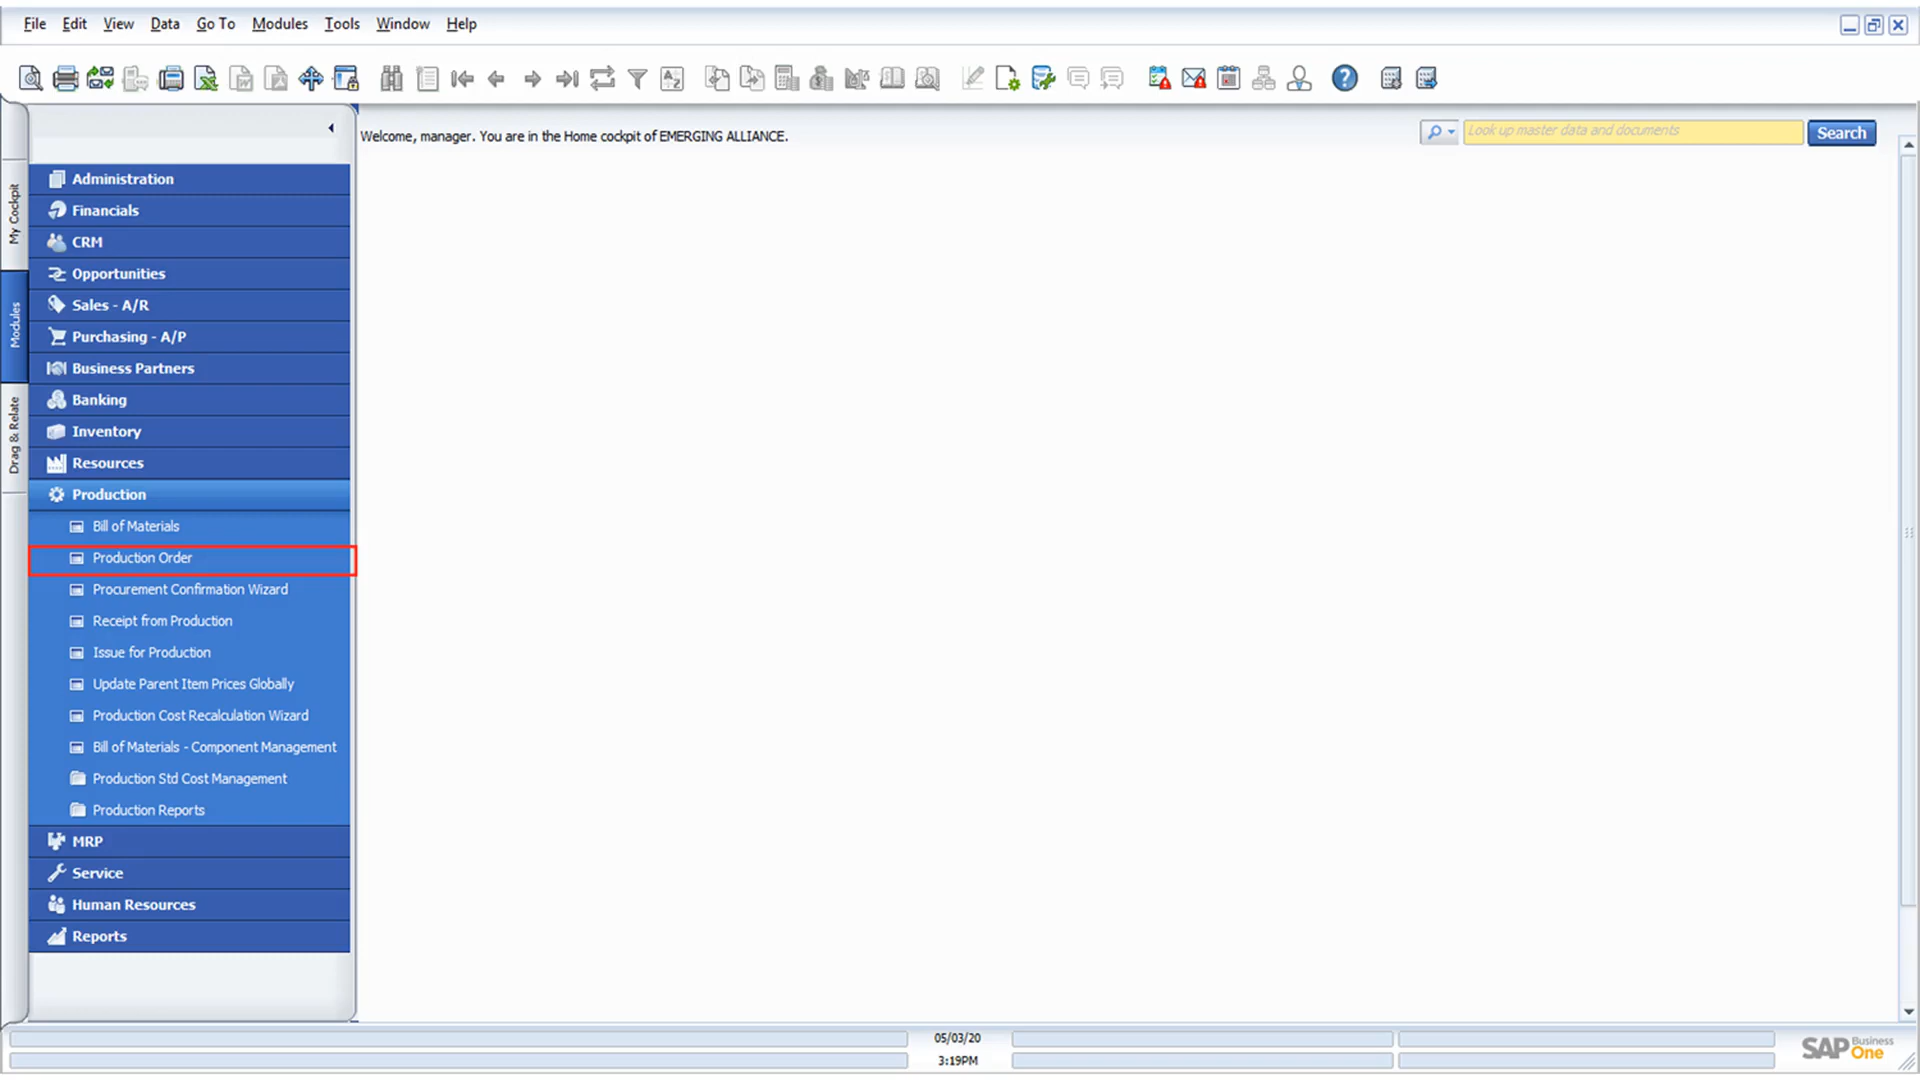 File Edit View Data Go To Modules Tools Window Help
Welcome, manager. You are in the Home cockpit of EMERGING ALLIANCE.
Look up master data and documents
Search
My Cockpit
Modules
Drag & Relate
Administration
Financials
CRM
Opportunities
Sales - A/R
Purchasing - A/P
Business Partners
Banking
Inventory
Resources
Production
Bill of Materials
Production Order
Procurement Confirmation Wizard
Receipt from Production
Issue for Production
Update Parent Item Prices Globally
Production Cost Recalculation Wizard
Bill of Materials - Component Management
Production Std Cost Management
Production Reports
MRP
Service
Human Resources
Reports
05/03/20
3:19PM
SAP Business One